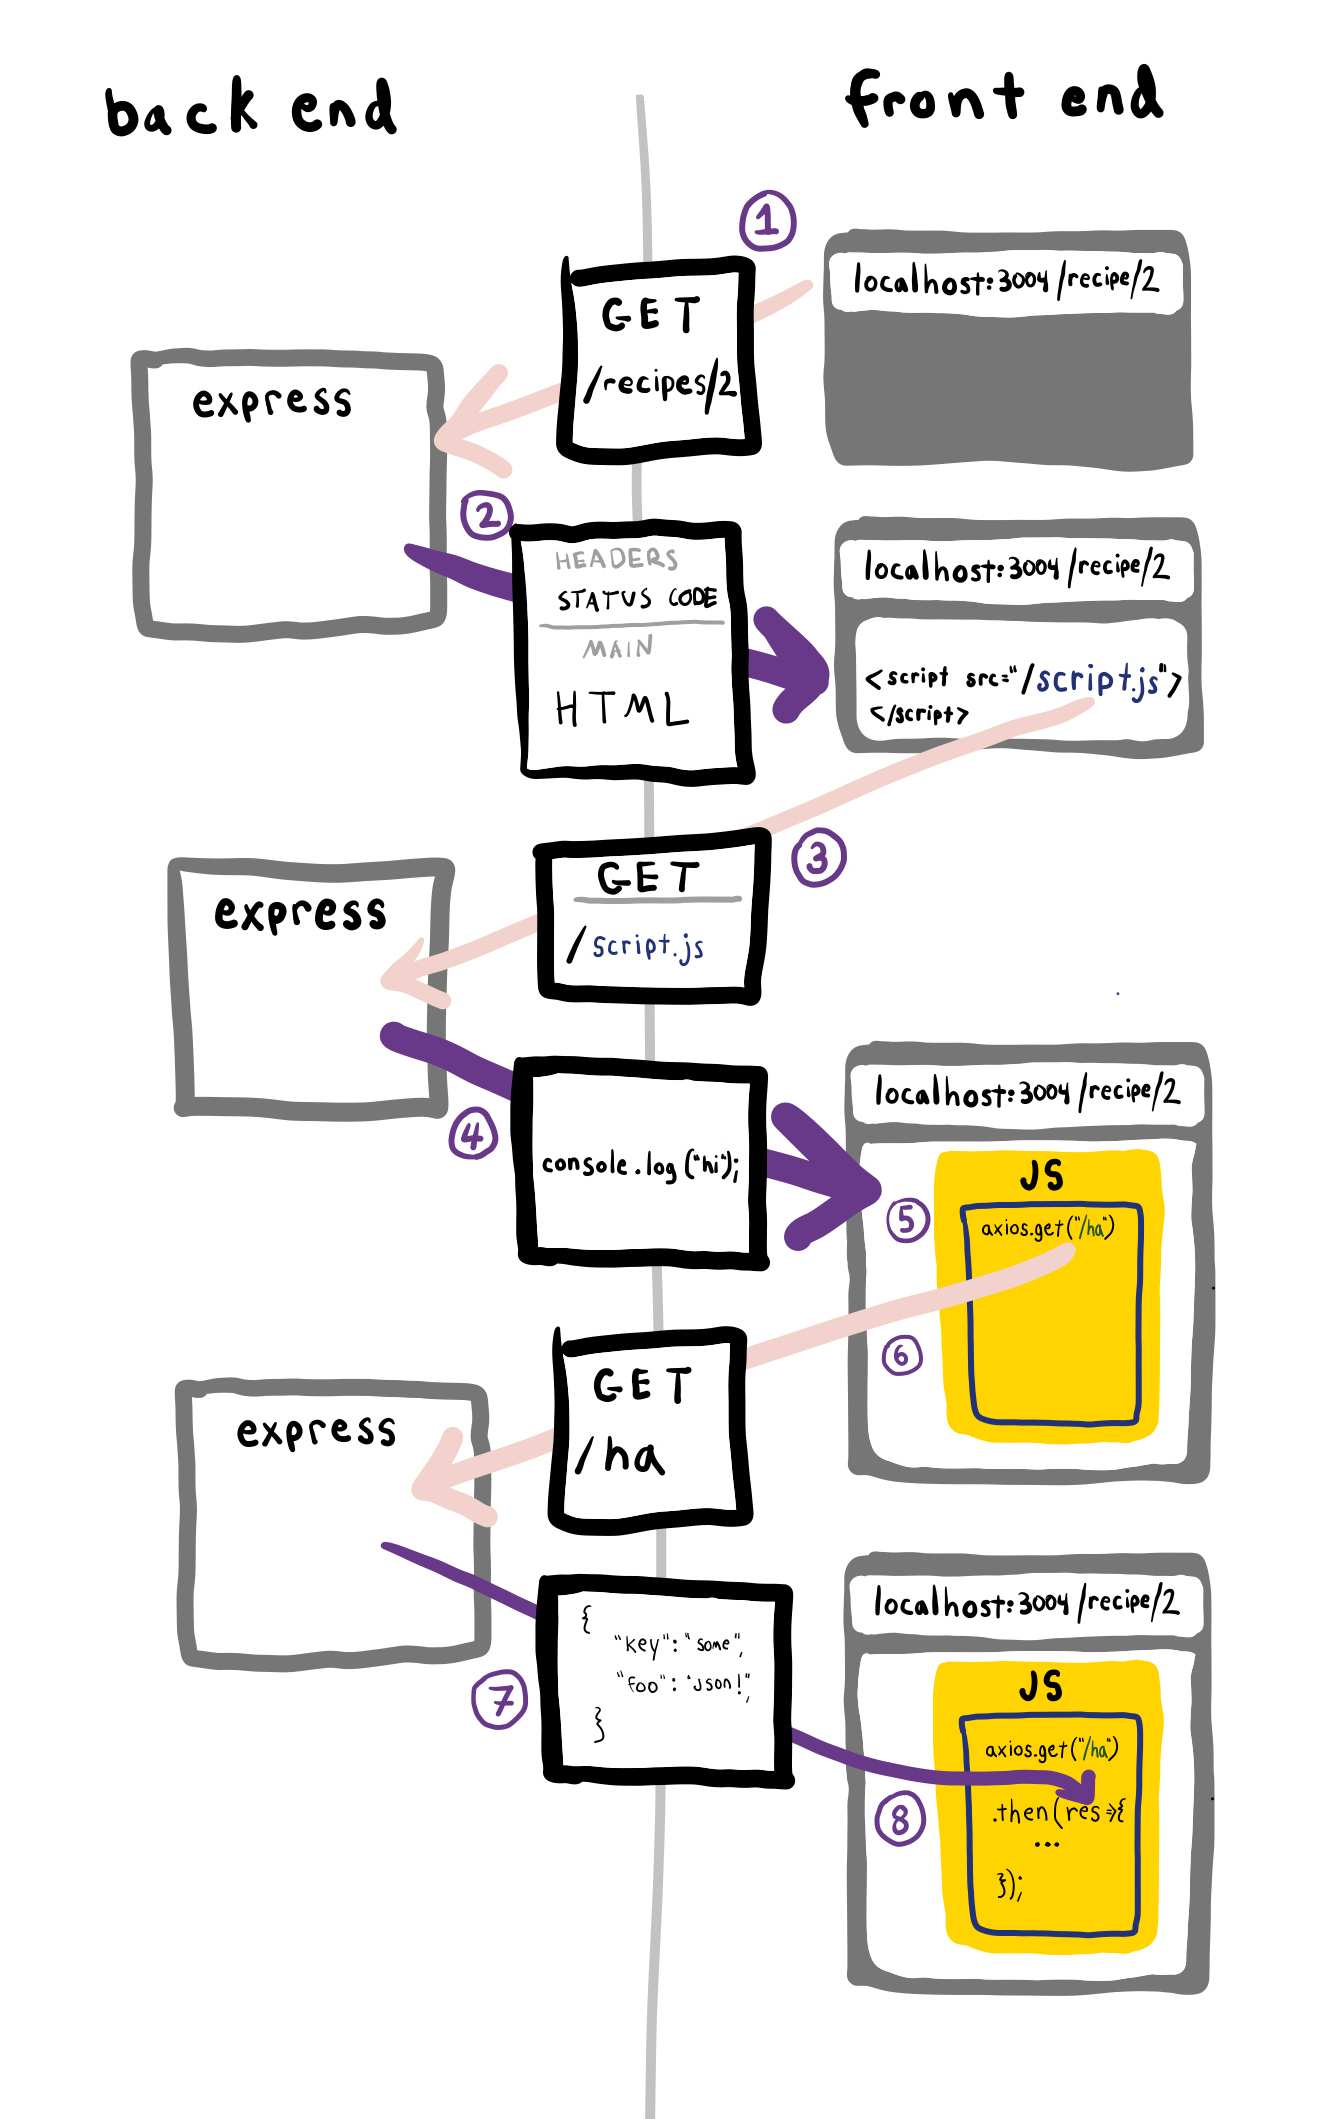 back end
front end
1
localhost:3004/recipe/2
GET
/recipes/2
express
2
HEADERS
STATUS CODE
MAIN
HTML
localhost:3004/recipe/2
<script src="/script.js">
</script>
3
GET
/script.js
express
4
console.log("hi");
localhost:3004/recipe/2
JS
5
axios.get("/ha")
6
GET
/ha
express
7
{
"key": "some",
"foo": "json!",
}
localhost:3004/recipe/2
JS
axios.get("/ha")
8
.then(res=>{
...
});